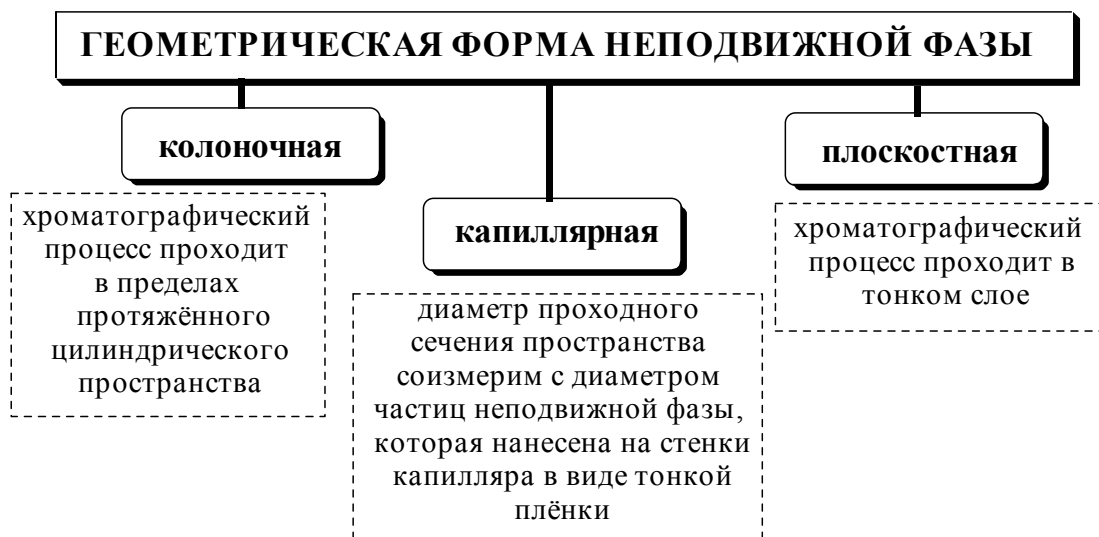 ГЕОМЕТРИЧЕСКАЯ ФОРМА НЕПОДВИЖНОЙ ФАЗЫ
колоночная
хроматографический
процесс проходит
в пределах
протяжённого
цилиндрического
пространства
капиллярная
диаметр проходного
сечения пространства
соизмерим с диаметром
частиц неподвижной фазы,
которая нанесена на стенки
капилляра в виде тонкой
плёнки
плоскостная
хроматографический
процесс проходит в
тонком слое